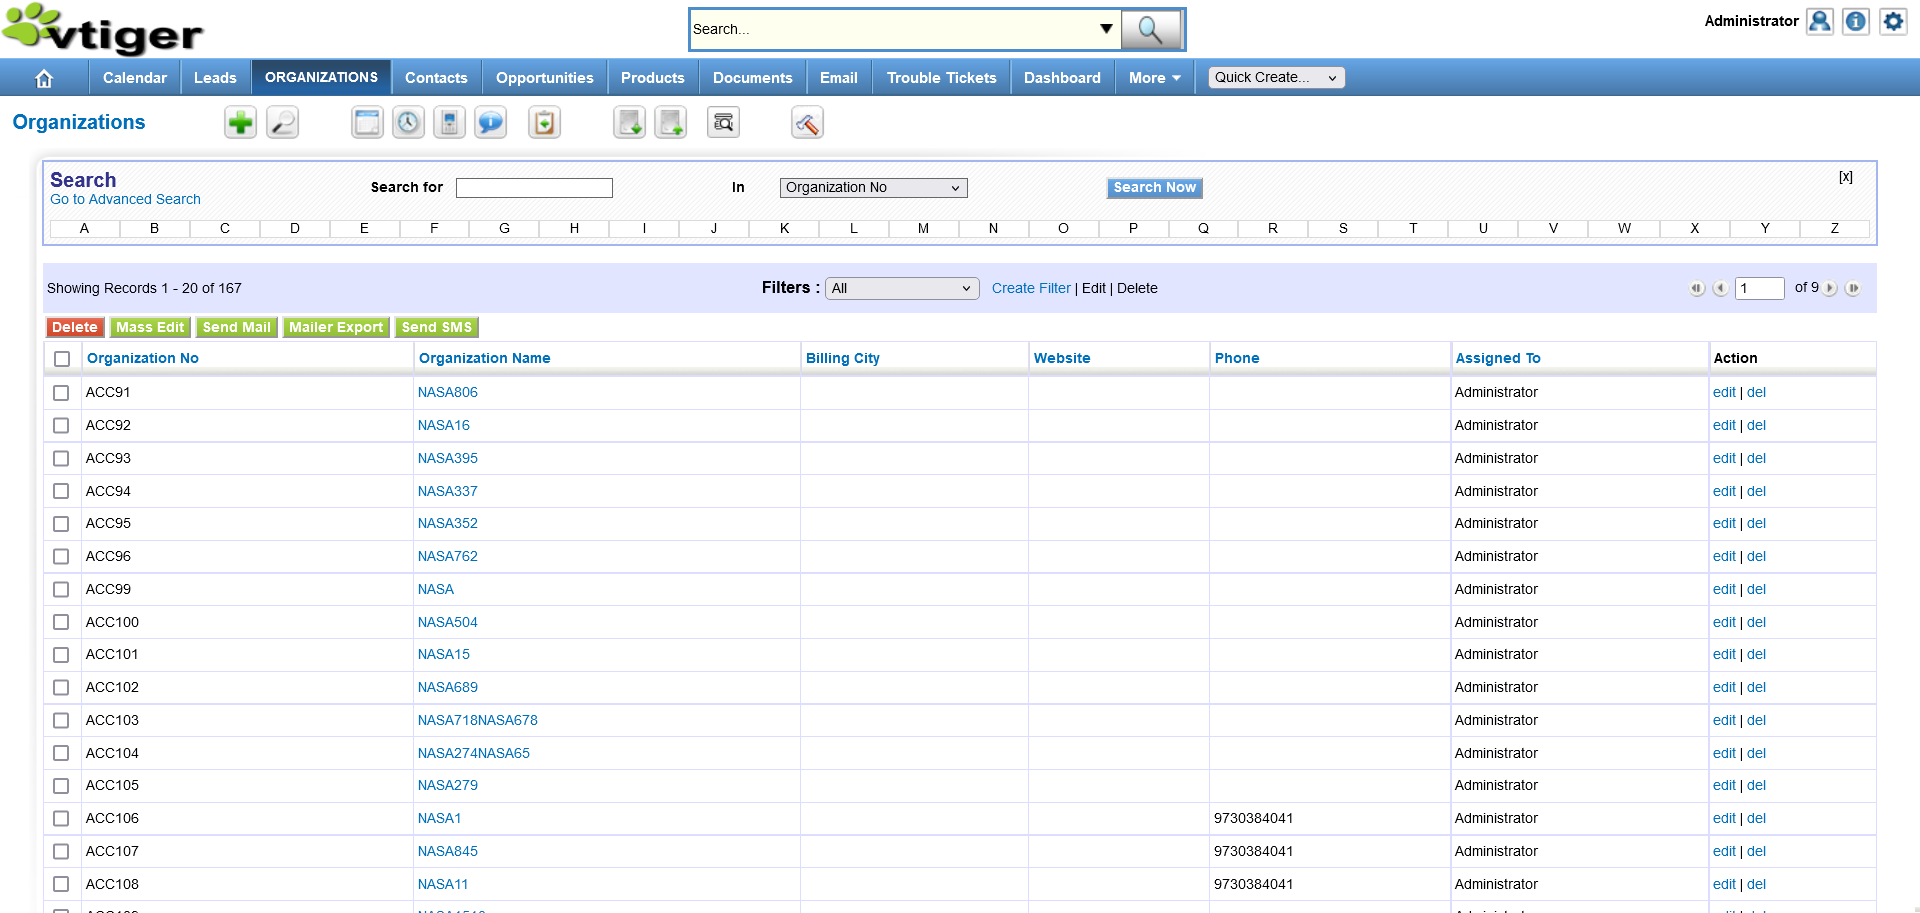 vtiger
Search...
Administrator
Calendar Leads ORGANIZATIONS Contacts Opportunities Products Documents Email Trouble Tickets Dashboard More Quick Create...
Organizations
Search
Go to Advanced Search
Search for In Organization No Search Now [x]
A B C D E F G H I J K L M N O P Q R S T U V W X Y Z
Showing Records 1 - 20 of 167 Filters : All Create Filter | Edit | Delete 1 of 9
Delete Mass Edit Send Mail Mailer Export Send SMS
Organization No Organization Name Billing City Website Phone Assigned To Action
ACC91 NASA806 Administrator edit | del
ACC92 NASA16 Administrator edit | del
ACC93 NASA395 Administrator edit | del
ACC94 NASA337 Administrator edit | del
ACC95 NASA352 Administrator edit | del
ACC96 NASA762 Administrator edit | del
ACC99 NASA Administrator edit | del
ACC100 NASA504 Administrator edit | del
ACC101 NASA15 Administrator edit | del
ACC102 NASA689 Administrator edit | del
ACC103 NASA718NASA678 Administrator edit | del
ACC104 NASA274NASA65 Administrator edit | del
ACC105 NASA279 Administrator edit | del
ACC106 NASA1 9730384041 Administrator edit | del
ACC107 NASA845 9730384041 Administrator edit | del
ACC108 NASA11 9730384041 Administrator edit | del